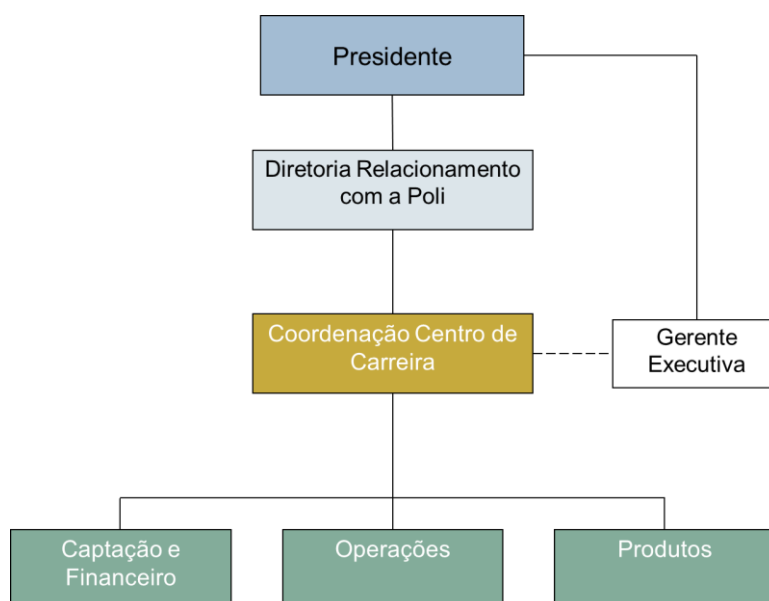 Presidente
Diretoria Relacionamento
com a Poli
Coordenação Centro de
Carreira
Gerente
Executiva
Captação e
Financeiro
Operações
Produtos